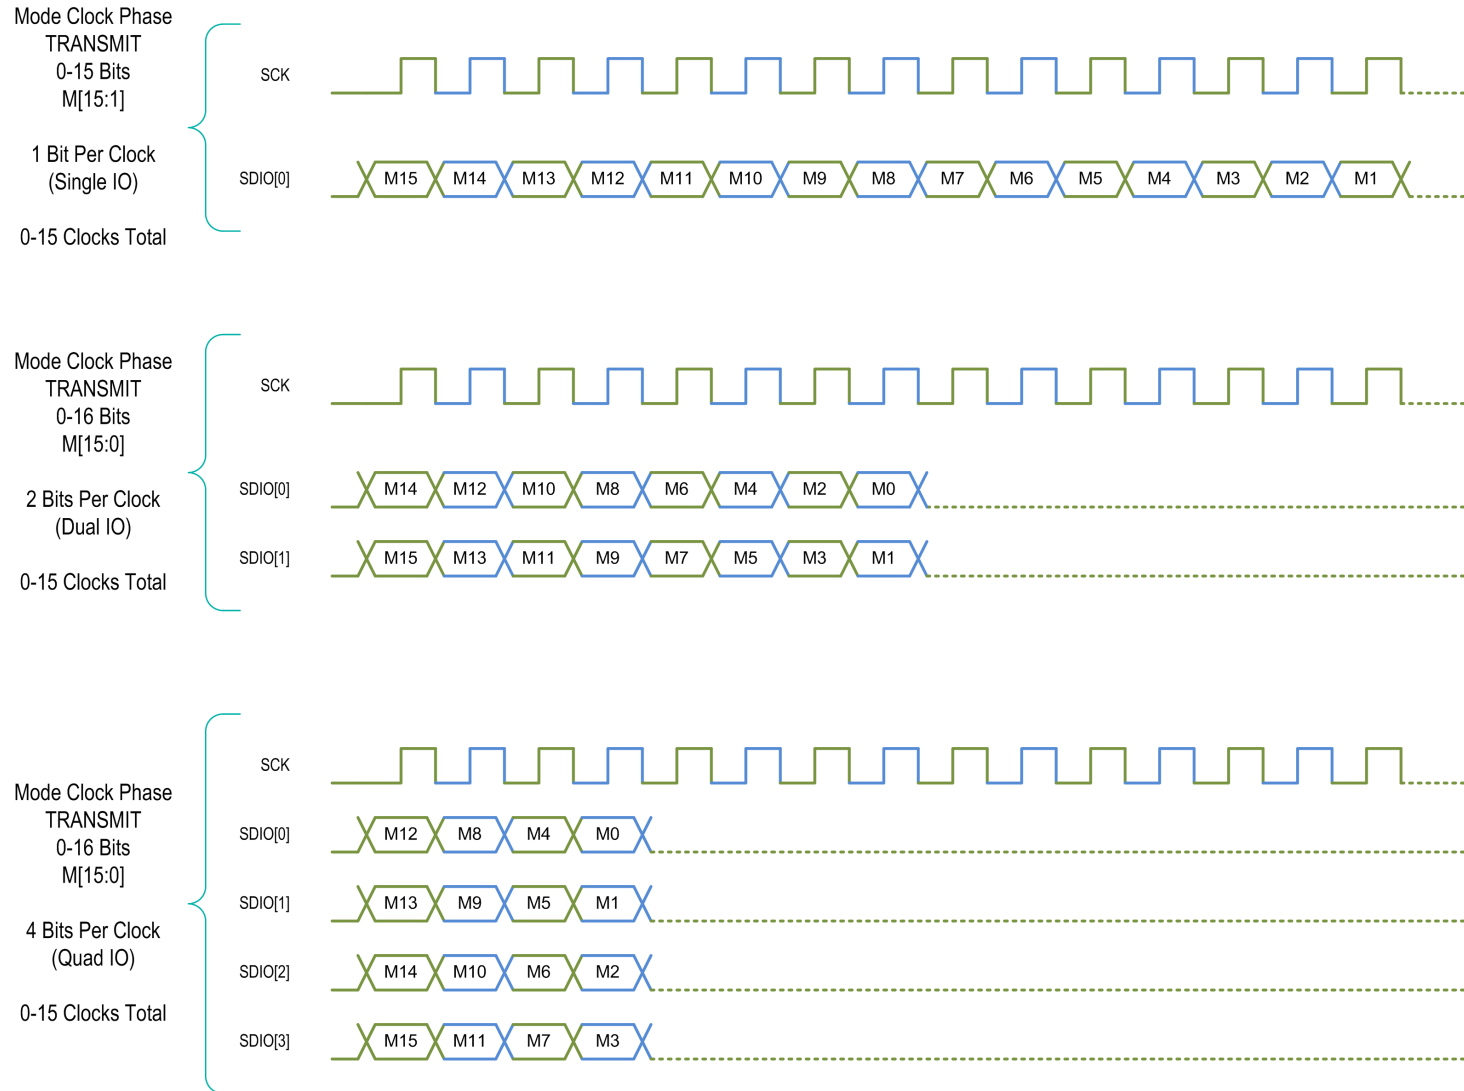 Mode Clock Phase
TRANSMIT
0-15 Bits
M[15:1]
1 Bit Per Clock
(Single IO)
0-15 Clocks Total
SCK
SDIO[0] M15 M14 M13 M12 M11 M10 M9 M8 M7 M6 M5 M4 M3 M2 M1
Mode Clock Phase
TRANSMIT
0-16 Bits
M[15:0]
2 Bits Per Clock
(Dual IO)
0-15 Clocks Total
SCK
SDIO[0] M14 M12 M10 M8 M6 M4 M2 M0
SDIO[1] M15 M13 M11 M9 M7 M5 M3 M1
Mode Clock Phase
TRANSMIT
0-16 Bits
M[15:0]
4 Bits Per Clock
(Quad IO)
0-15 Clocks Total
SCK
SDIO[0] M12 M8 M4 M0
SDIO[1] M13 M9 M5 M1
SDIO[2] M14 M10 M6 M2
SDIO[3] M15 M11 M7 M3